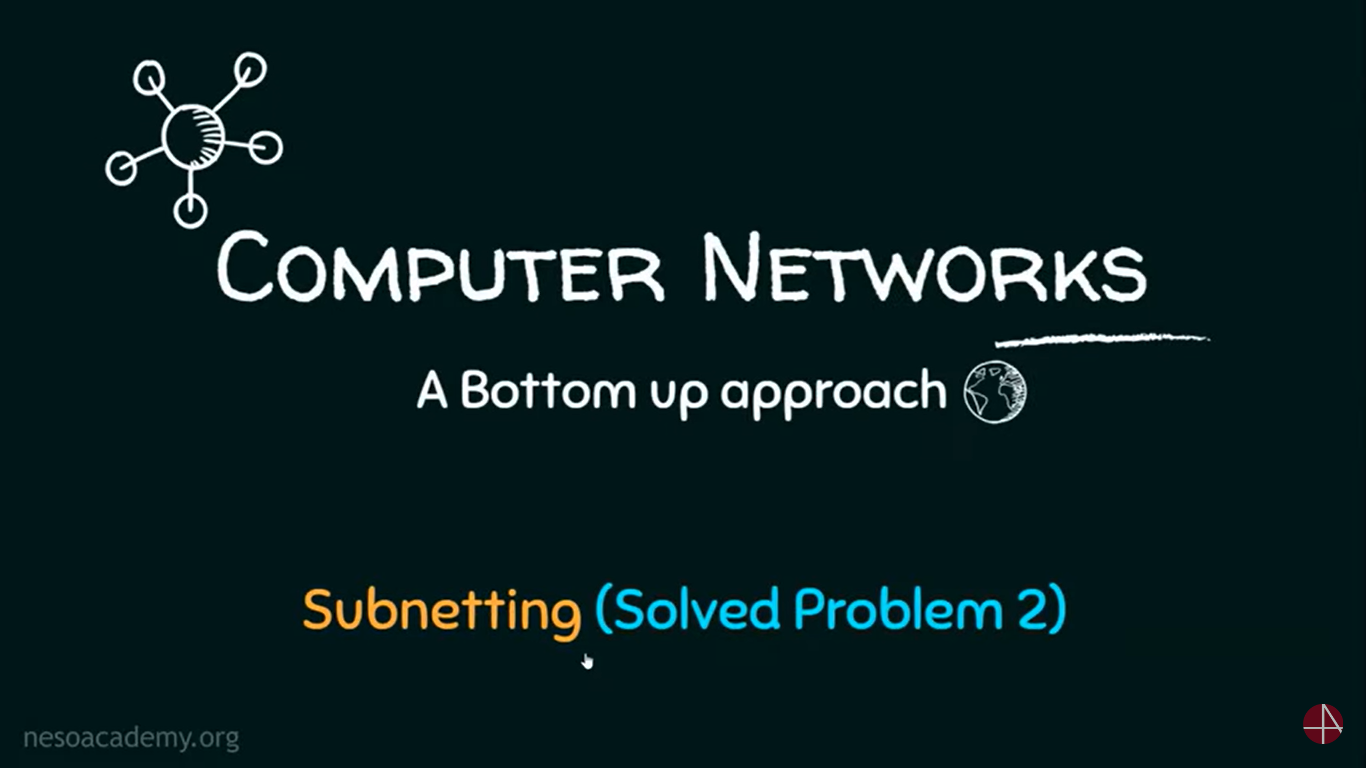 COMPUTER NETWORKS
A Bottom up approach
Subnetting (Solved Problem 2)
nesoacademy.org